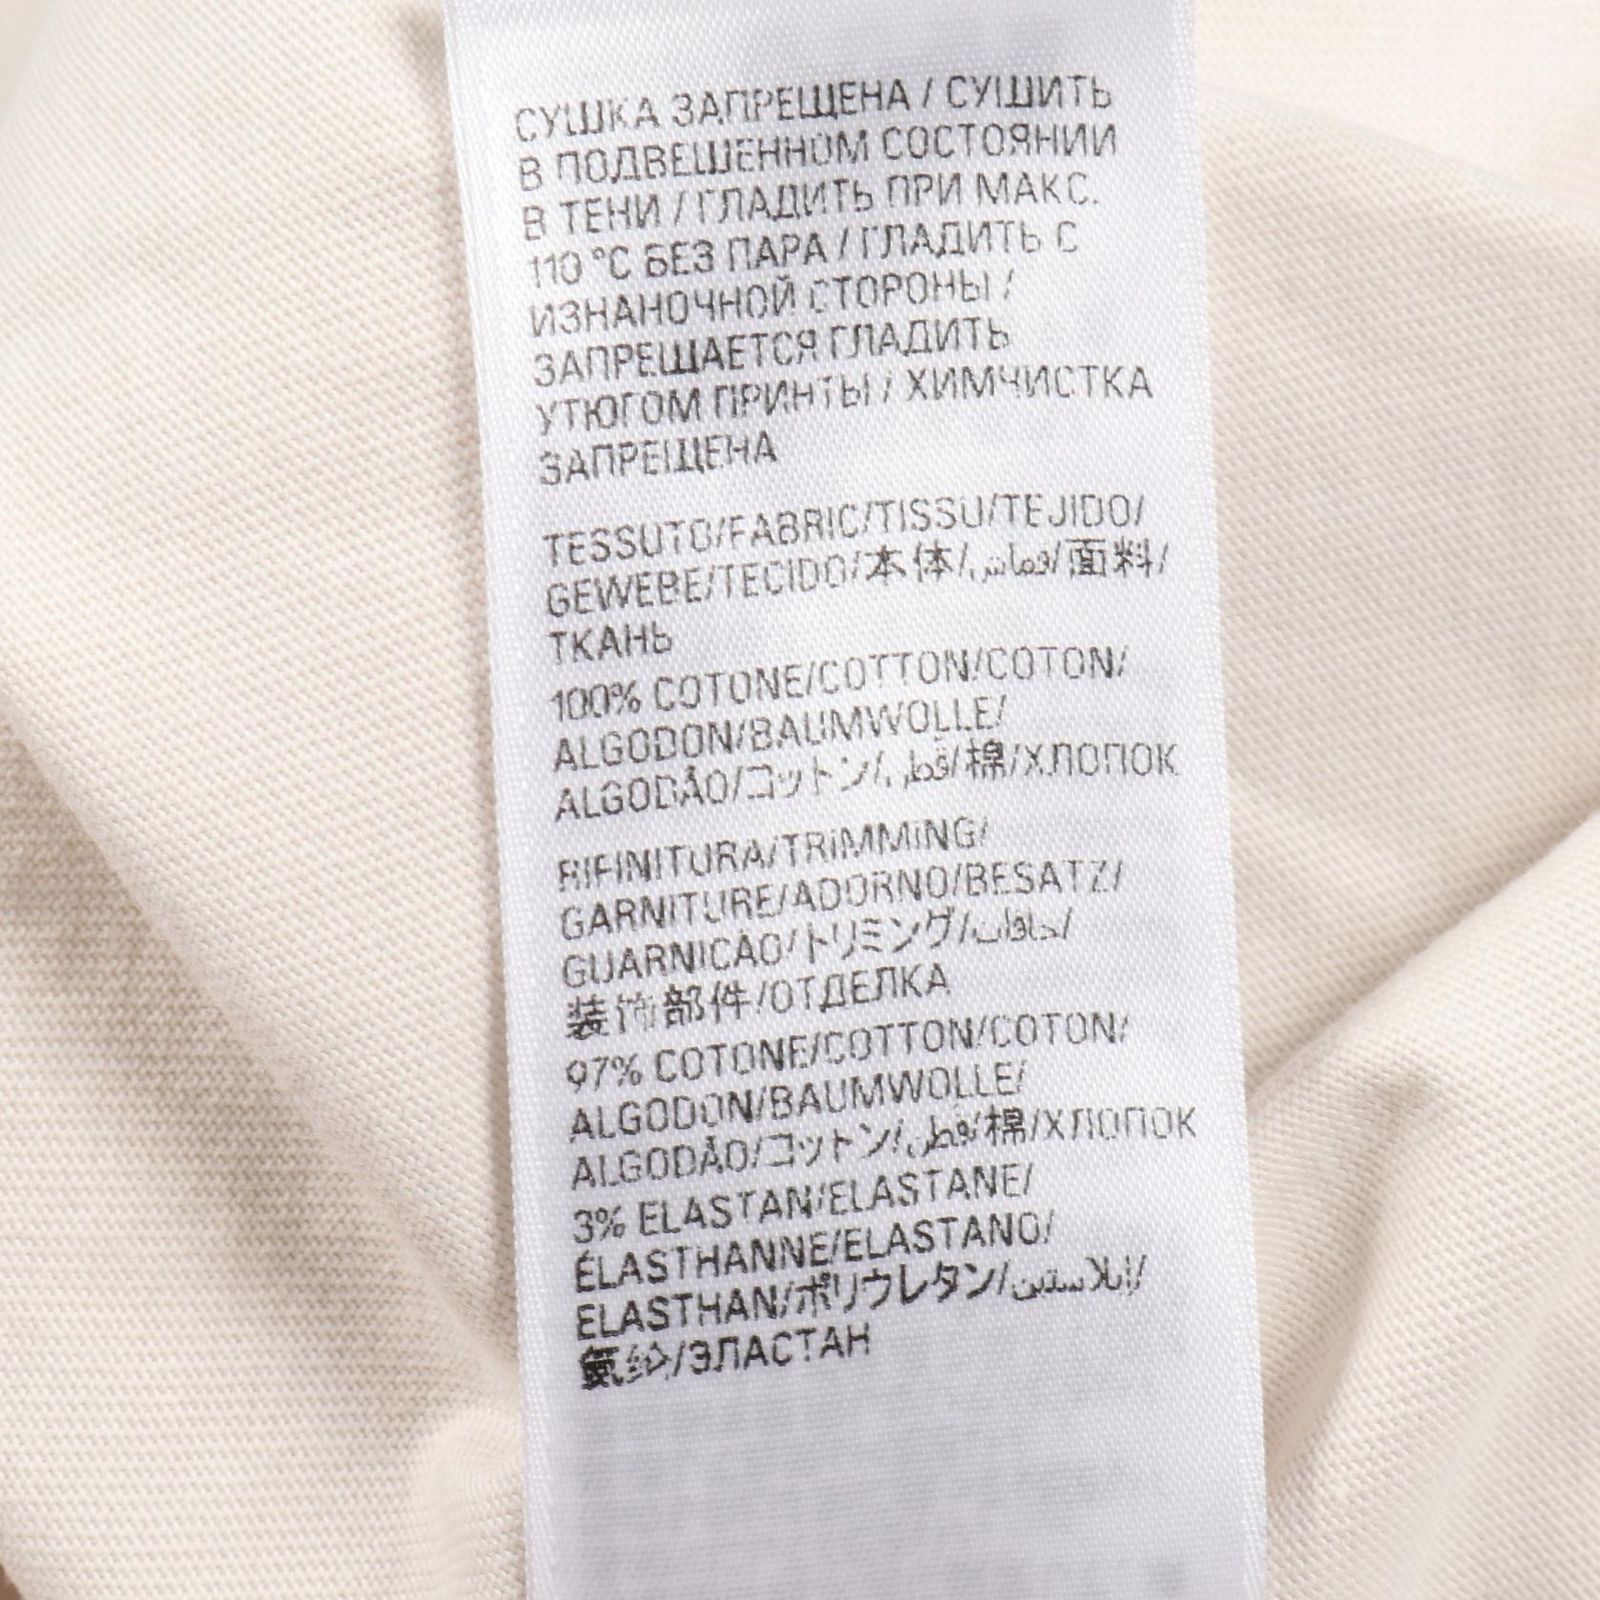 СУШКА ЗАПРЕЩЕНА / СУШИТЬ
В ПОДВЕШЕННОМ СОСТОЯНИИ
В ТЕНИ / ГЛАДИТЬ ПРИ МАКС.
110 °C БЕЗ ПАРА / ГЛАДИТЬ С
ИЗНАНОЧНОЙ СТОРОНЫ /
ЗАПРЕЩАЕТСЯ ГЛАДИТЬ
УТЮГОМ ПРИНТЫ / ХИМЧИСТКА
ЗАПРЕЩЕНА
TESSUTO/FABRIC/TISSU/TEJIDO/
GEWEBE/TECIDO/本体/قماش/面料/
ТКАНЬ
100% COTONE/COTTON/COTON/
ALGODON/BAUMWOLLE/
ALGODÃO/コットン/قطن/棉/ХЛОПОК
RIFINITURA/TRIMMING/
GARNITURE/ADORNO/BESATZ/
GUARNICÃO/トリミング/حافات/
装饰部件/ОТДЕЛКА
97% COTONE/COTTON/COTON/
ALGODON/BAUMWOLLE/
ALGODÃO/コットン/قطن/棉/ХЛОПОК
3% ELASTAN/ELASTANE/
ÉLASTHANNE/ELASTANO/
ELASTHAN/ポリウレタン/إيلاستين/
氨纶/ЭЛАСТАН